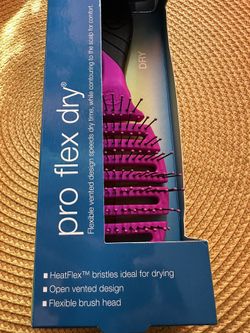 pro flex dry®
Flexible vented design speeds dry time, while contouring to the scalp for comfort.
DRY
HeatFlex™ bristles ideal for drying
Open vented design
Flexible brush head